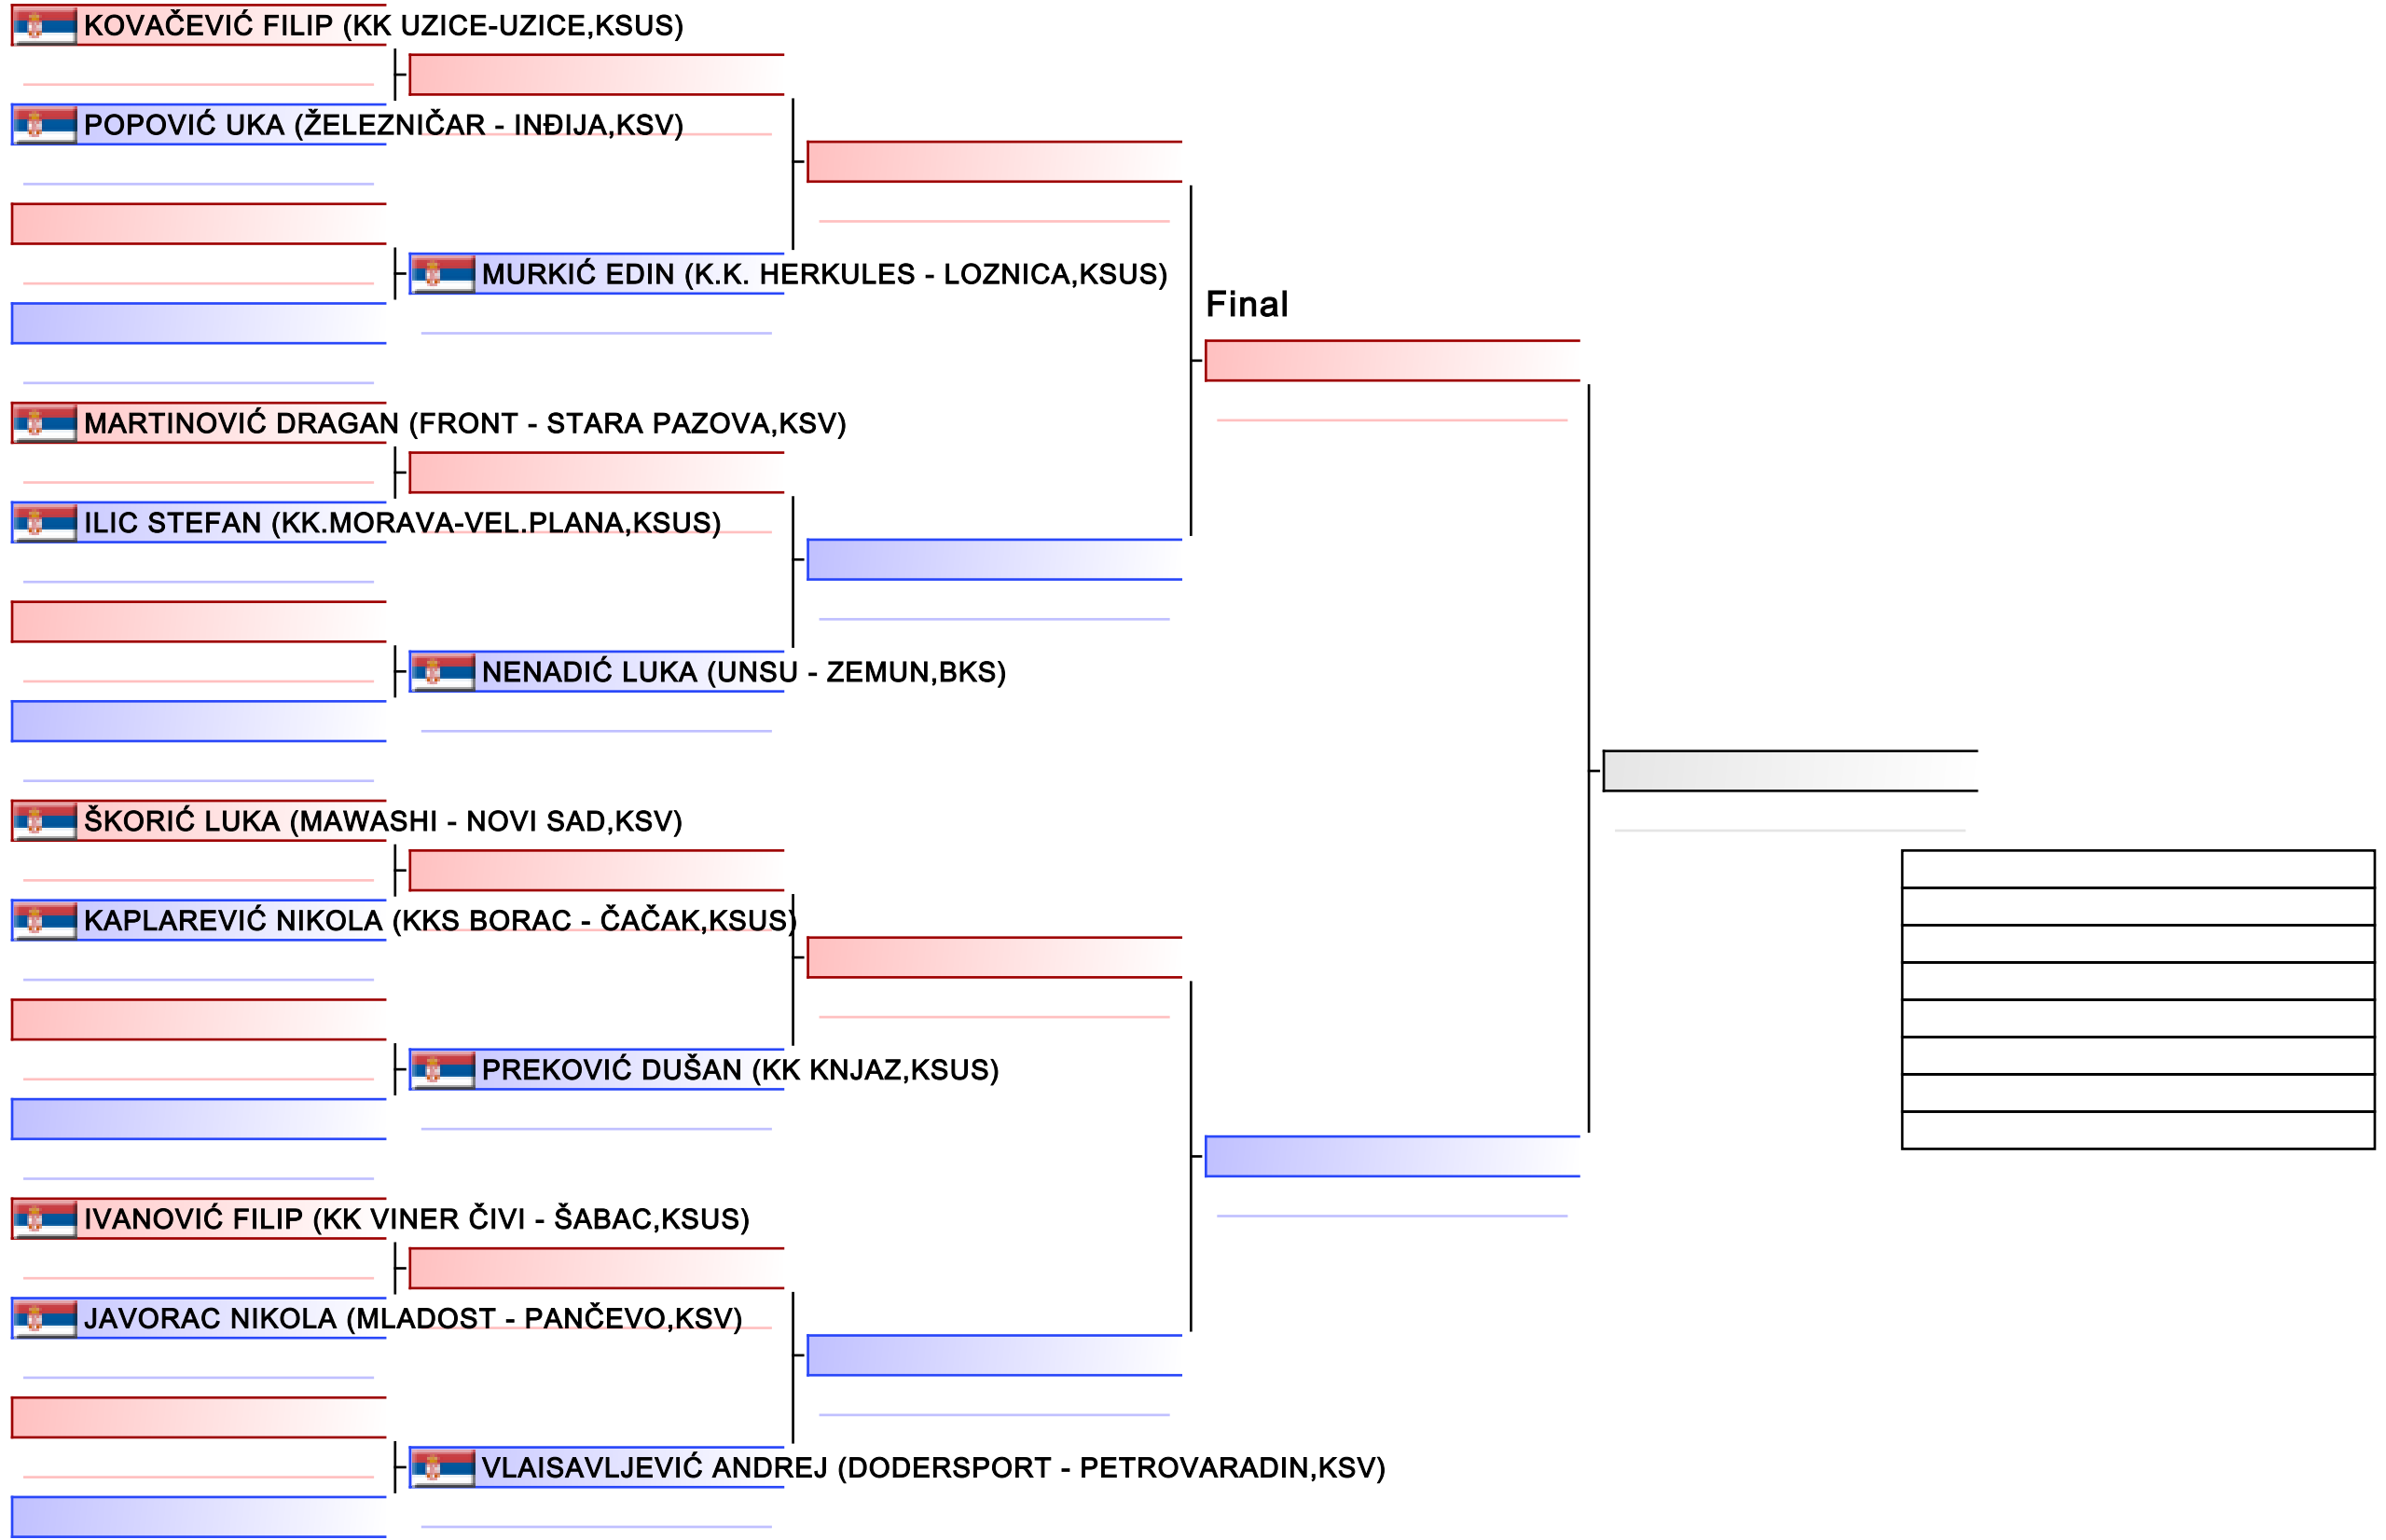 KOVAČEVIĆ FILIP (KK UZICE-UZICE,KSUS)
POPOVIĆ UKA (ŽELEZNIČAR - INĐIJA,KSV)
MURKIĆ EDIN (K.K. HERKULES - LOZNICA,KSUS)
Final
MARTINOVIĆ DRAGAN (FRONT - STARA PAZOVA,KSV)
ILIC STEFAN (KK.MORAVA-VEL.PLANA,KSUS)
NENADIĆ LUKA (UNSU - ZEMUN,BKS)
ŠKORIĆ LUKA (MAWASHI - NOVI SAD,KSV)
KAPLAREVIĆ NIKOLA (KKS BORAC - ČAČAK,KSUS)
PREKOVIĆ DUŠAN (KK KNJAZ,KSUS)
IVANOVIĆ FILIP (KK VINER ČIVI - ŠABAC,KSUS)
JAVORAC NIKOLA (MLADOST - PANČEVO,KSV)
VLAISAVLJEVIĆ ANDREJ (DODERSPORT - PETROVARADIN,KSV)